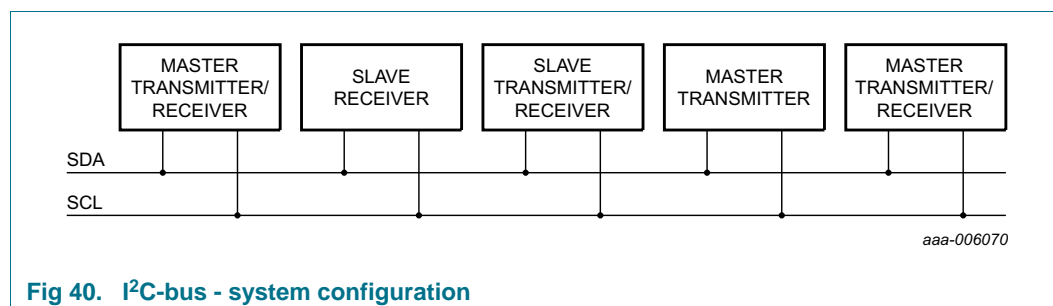 MASTER
TRANSMITTER/
RECEIVER
SLAVE
RECEIVER
SLAVE
TRANSMITTER/
RECEIVER
MASTER
TRANSMITTER
MASTER
TRANSMITTER/
RECEIVER
SDA
SCL
aaa-006070
Fig 40. I²C-bus - system configuration